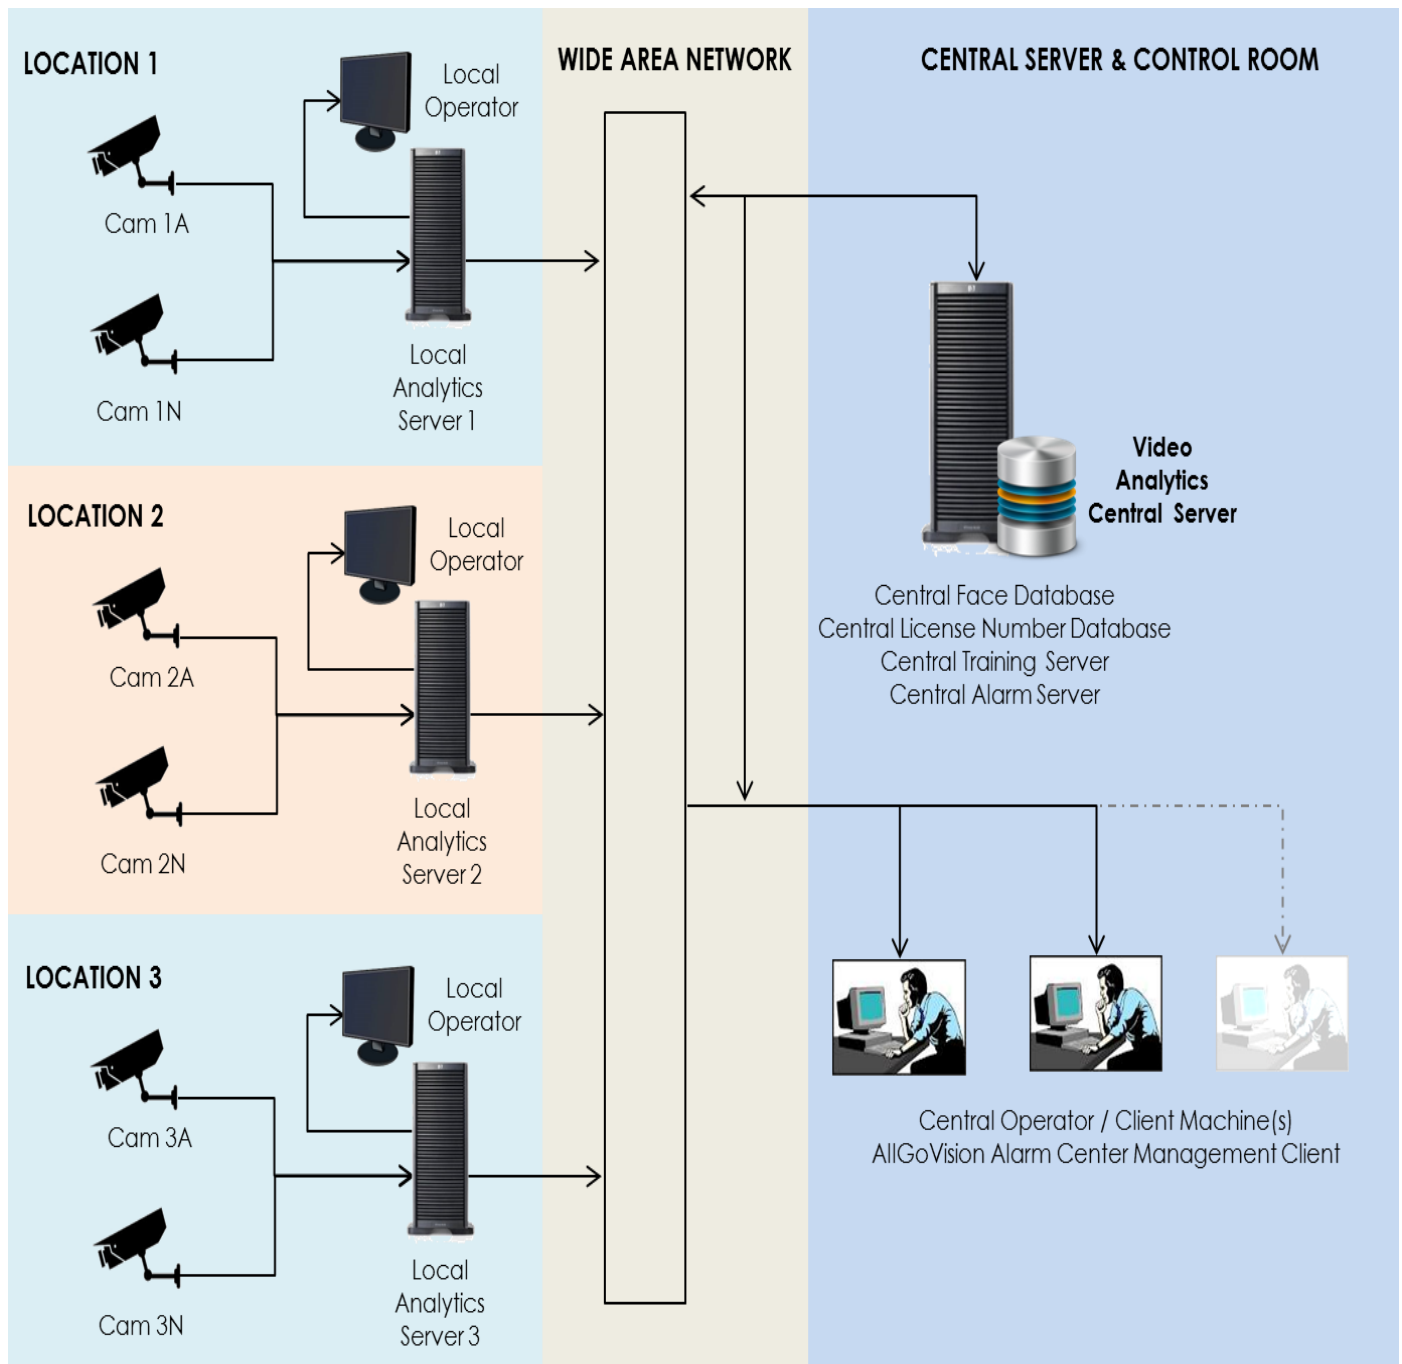 LOCATION 1
Local
Operator
Cam 1A
Cam 1N
Local
Analytics
Server 1
LOCATION 2
Local
Operator
Cam 2A
Cam 2N
Local
Analytics
Server 2
LOCATION 3
Local
Operator
Cam 3A
Cam 3N
Local
Analytics
Server 3
WIDE AREA NETWORK
CENTRAL SERVER & CONTROL ROOM
Video
Analytics
Central Server
Central Face Database
Central License Number Database
Central Training Server
Central Alarm Server
Central Operator / Client Machine(s)
AllGoVision Alarm Center Management Client